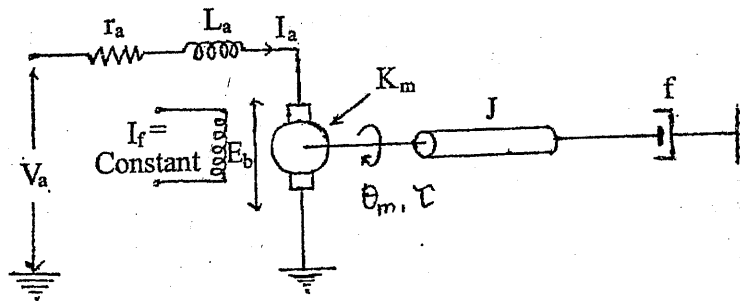 rₐ
Lₐ
Iₐ
Kₘ
J
f
I_f =
Constant
E_b
Vₐ
θₘ, τ